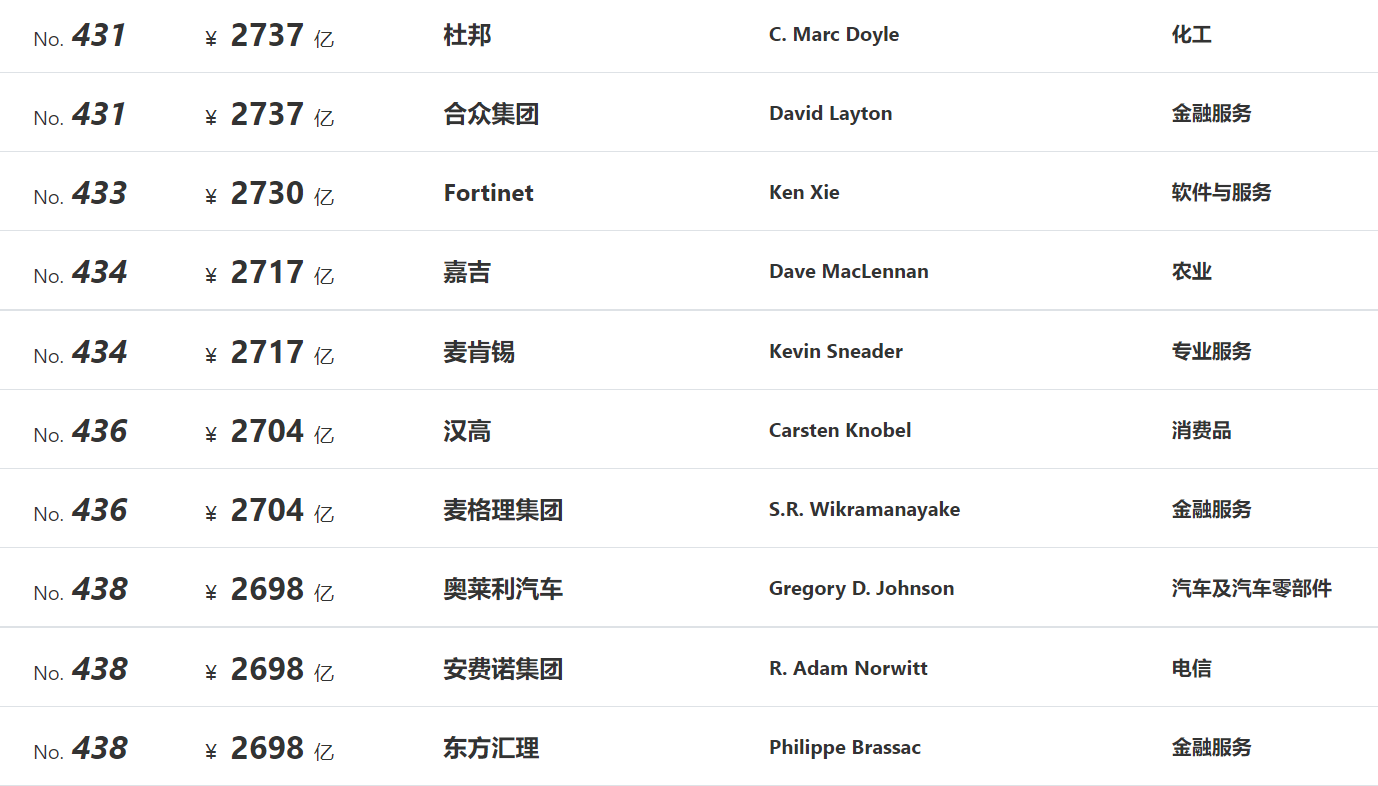 No. 431 ¥ 2737 亿 杜邦 C. Marc Doyle 化工
No. 431 ¥ 2737 亿 合众集团 David Layton 金融服务
No. 433 ¥ 2730 亿 Fortinet Ken Xie 软件与服务
No. 434 ¥ 2717 亿 嘉吉 Dave MacLennan 农业
No. 434 ¥ 2717 亿 麦肯锡 Kevin Sneader 专业服务
No. 436 ¥ 2704 亿 汉高 Carsten Knobel 消费品
No. 436 ¥ 2704 亿 麦格理集团 S.R. Wikramanayake 金融服务
No. 438 ¥ 2698 亿 奥莱利汽车 Gregory D. Johnson 汽车及汽车零部件
No. 438 ¥ 2698 亿 安费诺集团 R. Adam Norwitt 电信
No. 438 ¥ 2698 亿 东方汇理 Philippe Brassac 金融服务